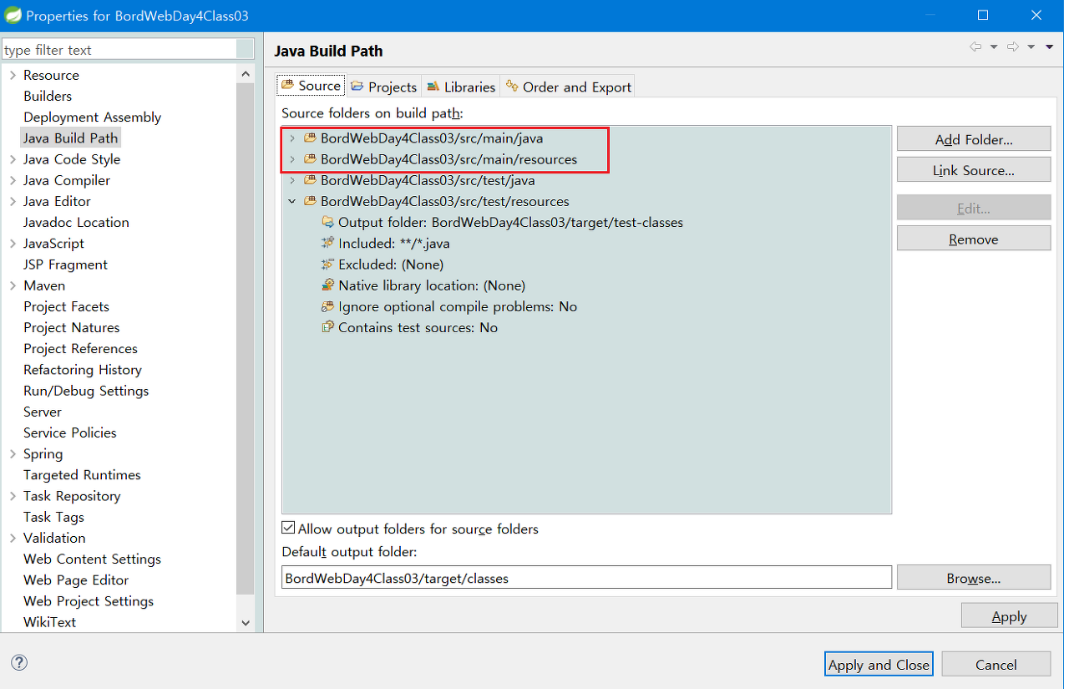 Properties for BordWebDay4Class03
type filter text
Resource
Builders
Deployment Assembly
Java Build Path
Java Code Style
Java Compiler
Java Editor
Javadoc Location
JavaScript
JSP Fragment
Maven
Project Facets
Project Natures
Project References
Refactoring History
Run/Debug Settings
Server
Service Policies
Spring
Targeted Runtimes
Task Repository
Task Tags
Validation
Web Content Settings
Web Page Editor
Web Project Settings
WikiText
Java Build Path
Source Projects Libraries Order and Export
Source folders on build path:
BordWebDay4Class03/src/main/java
BordWebDay4Class03/src/main/resources
BordWebDay4Class03/src/test/java
BordWebDay4Class03/src/test/resources
Output folder: BordWebDay4Class03/target/test-classes
Included: **/*.java
Excluded: (None)
Native library location: (None)
Ignore optional compile problems: No
Contains test sources: No
Add Folder...
Link Source...
Edit...
Remove
Allow output folders for source folders
Default output folder:
BordWebDay4Class03/target/classes
Browse...
Apply
Apply and Close
Cancel